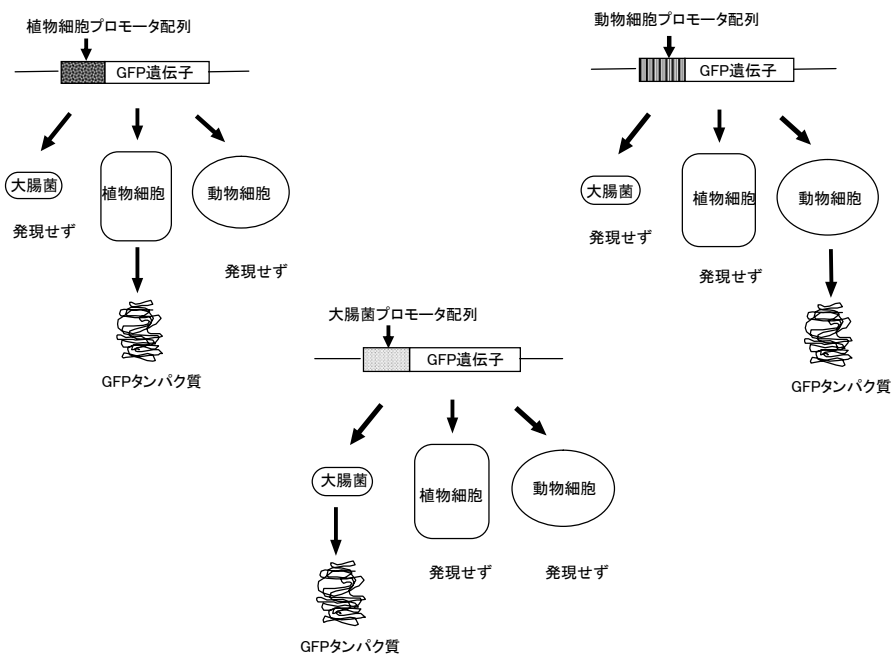 植物細胞プロモータ配列
GFP遺伝子
大腸菌
植物細胞
動物細胞
発現せず
発現せず
GFPタンパク質
動物細胞プロモータ配列
GFP遺伝子
大腸菌
植物細胞
動物細胞
発現せず
発現せず
GFPタンパク質
大腸菌プロモータ配列
GFP遺伝子
大腸菌
植物細胞
動物細胞
発現せず
発現せず
GFPタンパク質